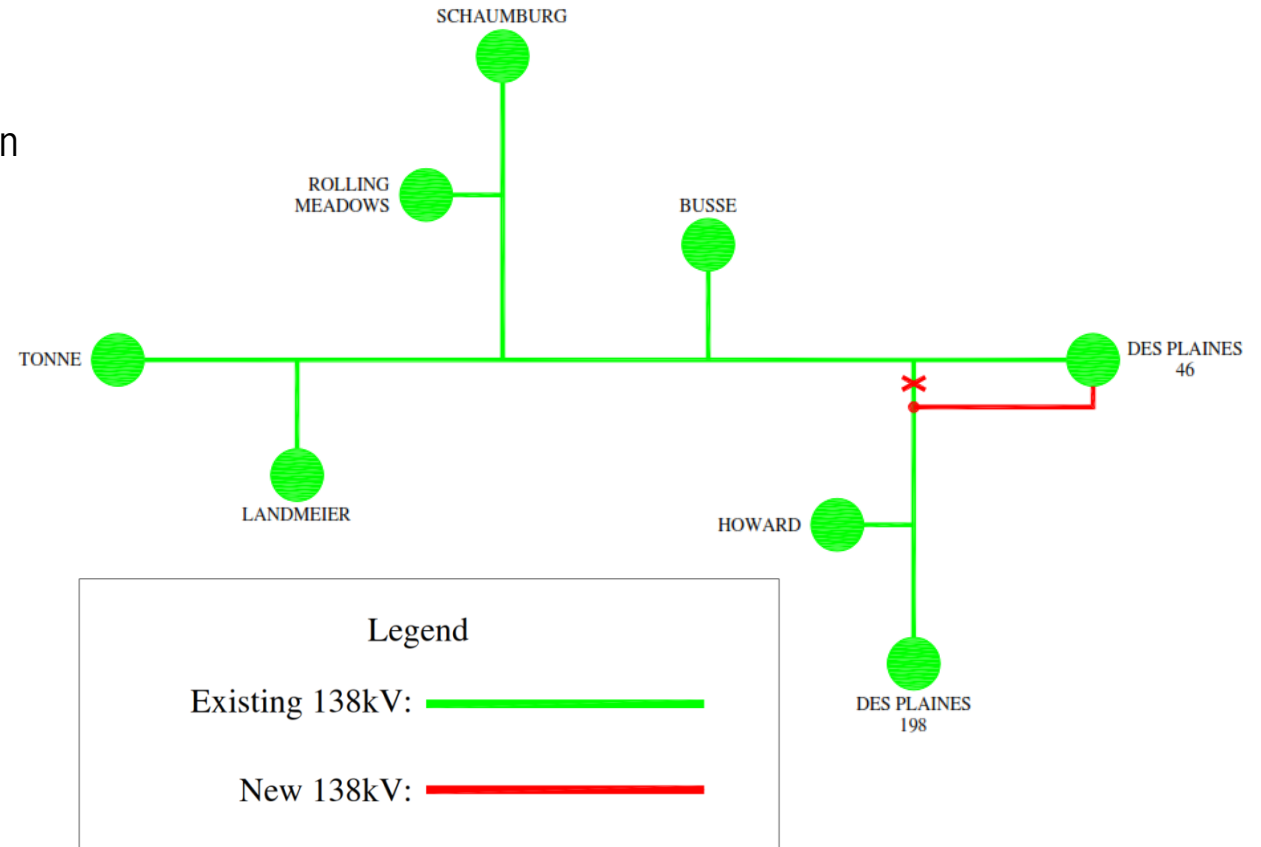 SCHAUMBURG
n
ROLLING
MEADOWS
BUSSE
TONNE
DES PLAINES
46
LANDMEIER
HOWARD
DES PLAINES
198
Legend
Existing 138kV:
New 138kV: